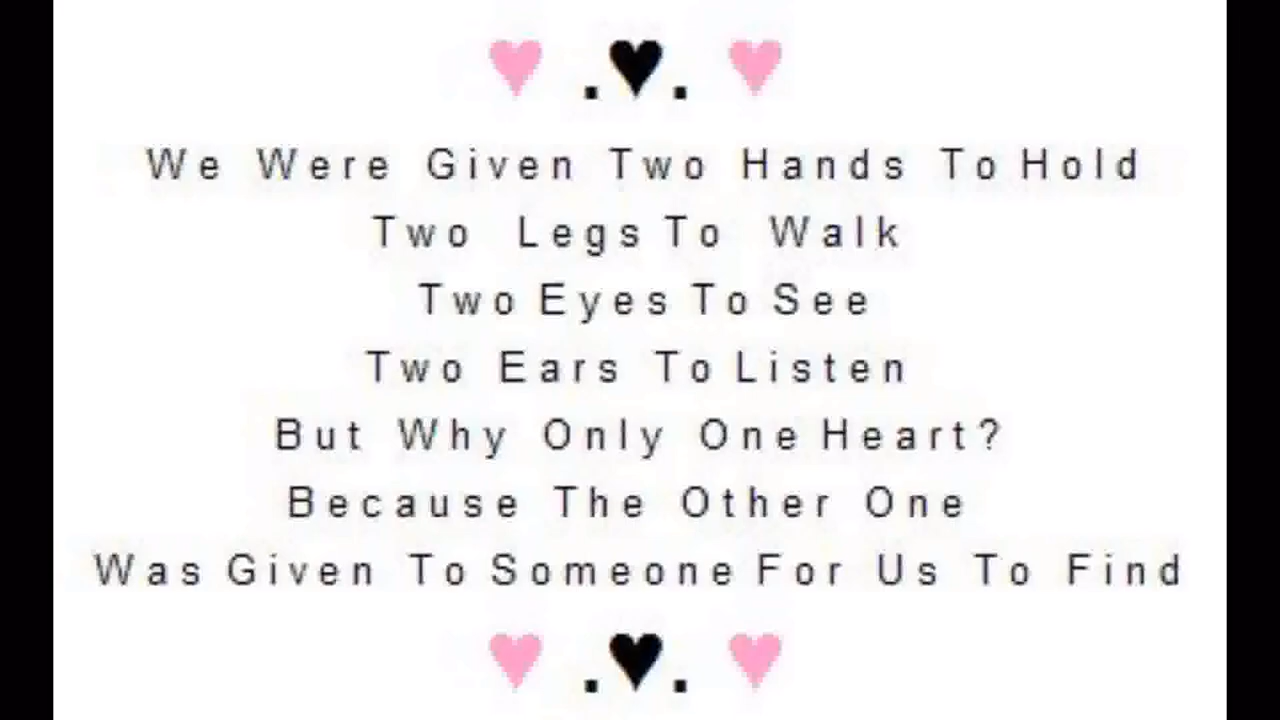 ♥ .♥. ♥
We Were Given Two Hands To Hold
Two Legs To Walk
Two Eyes To See
Two Ears To Listen
But Why Only One Heart?
Because The Other One
Was Given To Someone For Us To Find
♥ .♥. ♥